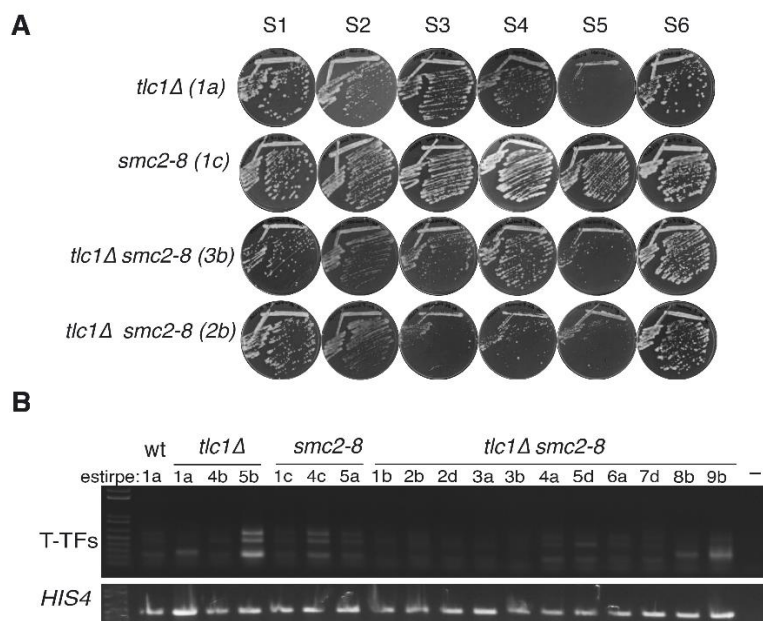 A
S1 S2 S3 S4 S5 S6
tlc1Δ (1a)
smc2-8 (1c)
tlc1Δ smc2-8 (3b)
tlc1Δ smc2-8 (2b)
B
wt tlc1Δ smc2-8 tlc1Δ smc2-8
estirpe: 1a 1a 4b 5b 1c 4c 5a 1b 2b 2d 3a 3b 4a 5d 6a 7d 8b 9b –
T-TFs
HIS4